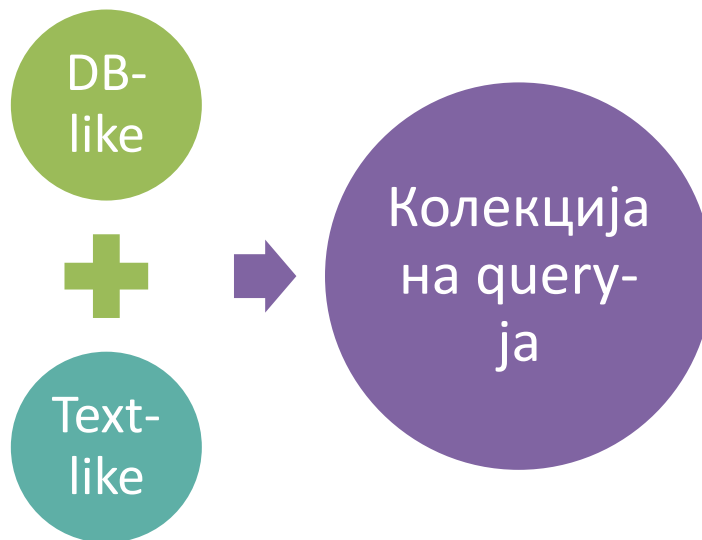 DB-
like
Text-
like
Колекција
на query-
ја